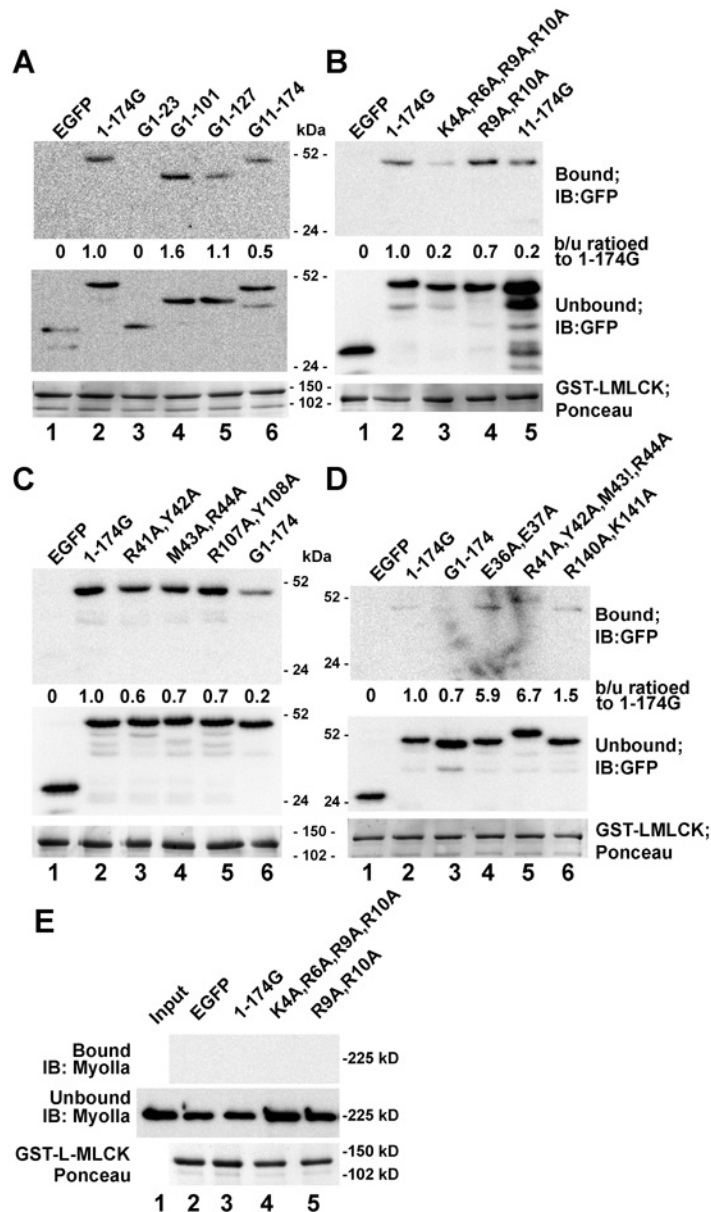 A
EGFP
1-174G
G1-23
G1-101
G1-127
G11-174
kDa
- 52 -
24 -
0 1.0 0 1.6 1.1 0.5
- 52 -
- 24 -
- 150 -
- 102 -
1 2 3 4 5 6
B
EGFP
1-174G
K4A,R6A,R9A,R10A
R9A,R10A
11-174G
Bound;
IB:GFP
0 1.0 0.2 0.7 0.2
b/u ratioed
to 1-174G
Unbound;
IB:GFP
GST-LMLCK;
Ponceau
1 2 3 4 5
C
EGFP
1-174G
R41A,Y42A
M43A,R44A
R107A,Y108A
G1-174
kDa
- 52
52 -
- 24
24 -
0 1.0 0.6 0.7 0.7 0.2
- 52
52 -
- 24
24 -
- 150 -
- 102 -
1 2 3 4 5 6
D
EGFP
1-174G
G1-174
E36A,E37A
R41A,Y42A,M43I,R44A
R140A,K141A
Bound;
IB:GFP
0 1.0 0.7 5.9 6.7 1.5
b/u ratioed
to 1-174G
Unbound;
IB:GFP
GST-LMLCK;
Ponceau
1 2 3 4 5 6
E
Input
EGFP
1-174G
K4A,R6A,R9A,R10A
R9A,R10A
Bound
IB: MyoIIa
-225 kD
Unbound
IB: MyoIIa
-225 kD
GST-L-MLCK
Ponceau
-150 kD
-102 kD
1 2 3 4 5